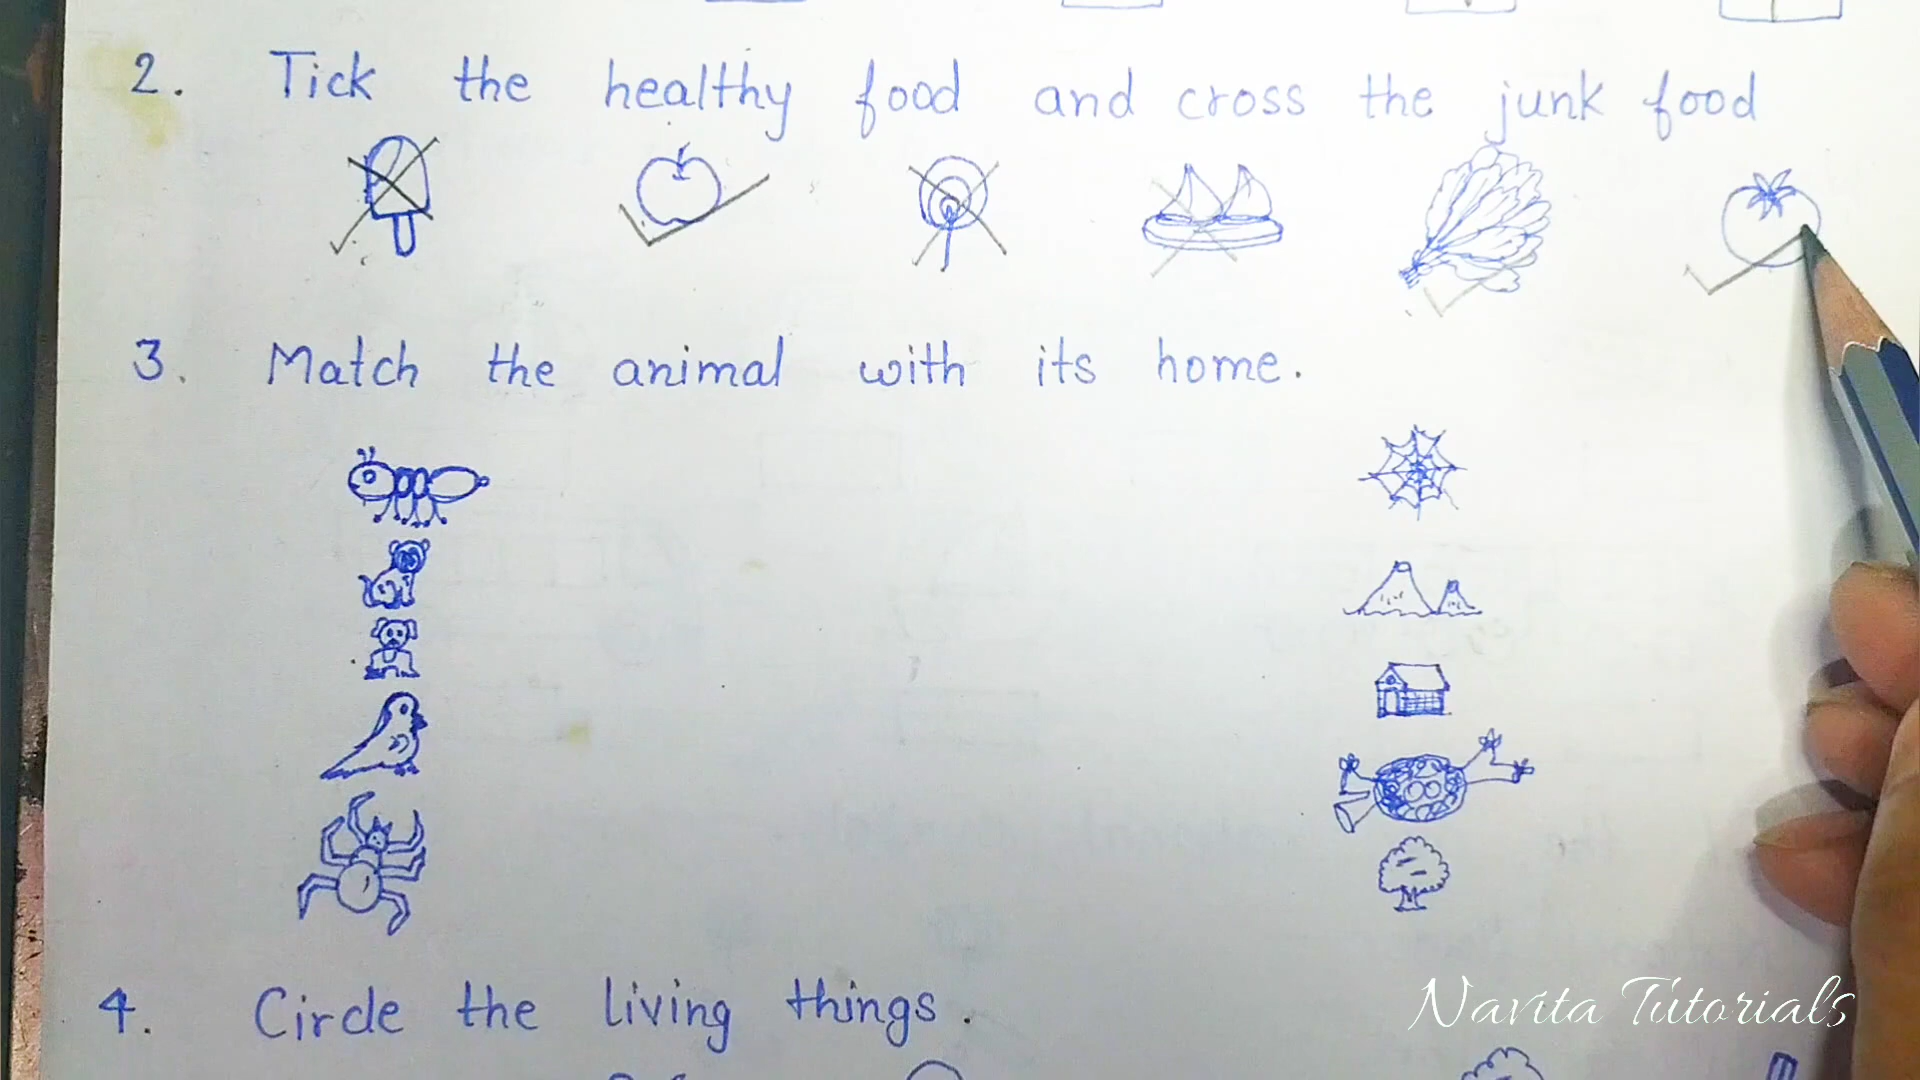 2. Tick the healthy food and cross the junk food
3. Match the animal with its home.
4. Circle the living things.
Navita Tutorials